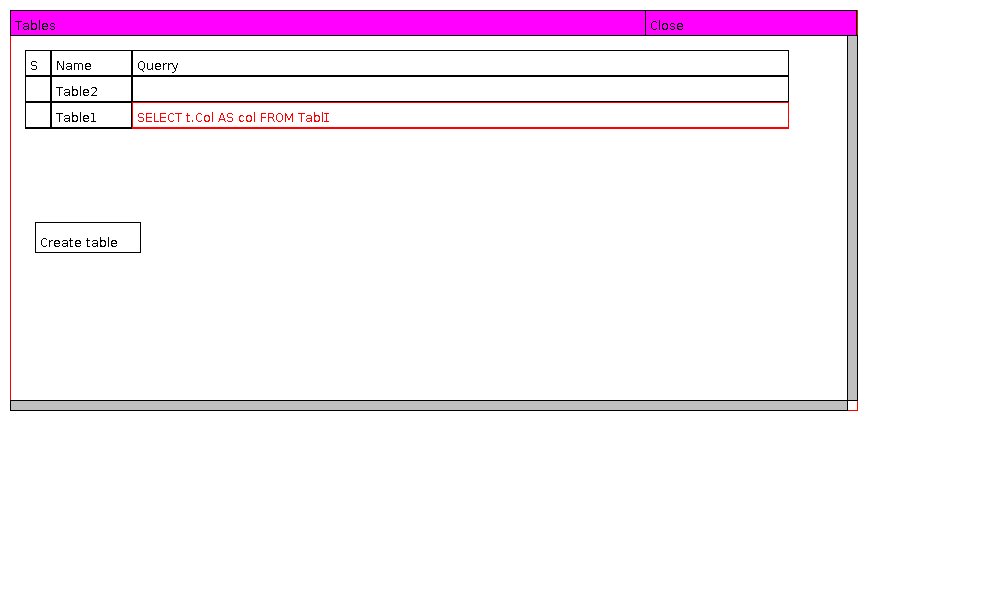 Tables Close
S Name Querry
Table2
Table1 SELECT t.Col AS col FROM TablI
Create table